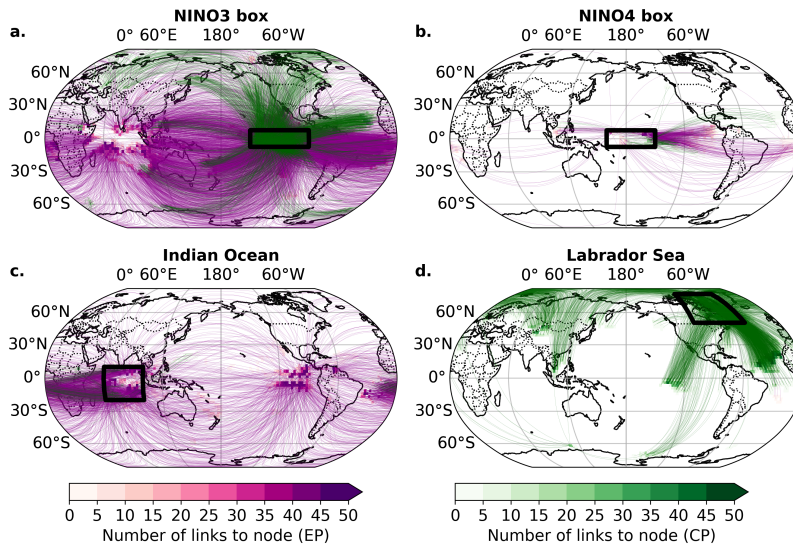 NINO3 box
a.
0° 60°E 180° 60°W
60°N
30°N
0°
30°S
60°S
NINO4 box
b.
0° 60°E 180° 60°W
60°N
30°N
0°
30°S
60°S
Indian Ocean
c.
0° 60°E 180° 60°W
60°N
30°N
0°
30°S
60°S
Labrador Sea
d.
0° 60°E 180° 60°W
60°N
30°N
0°
30°S
60°S
0 5 10 15 20 25 30 35 40 45 50
Number of links to node (EP)
0 5 10 15 20 25 30 35 40 45 50
Number of links to node (CP)